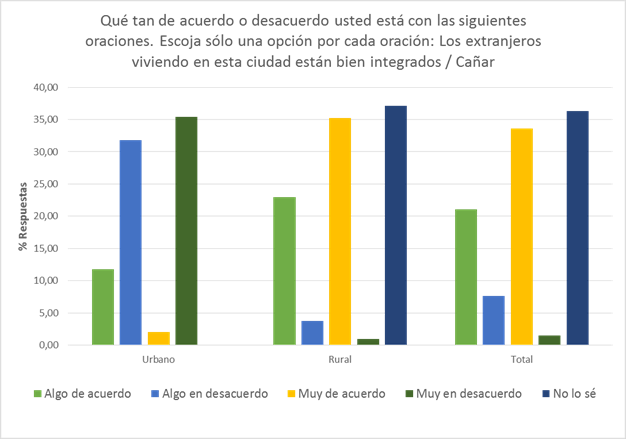 Qué tan de acuerdo o desacuerdo usted está con las siguientes
oraciones. Escoja sólo una opción por cada oración: Los extranjeros
viviendo en esta ciudad están bien integrados / Cañar
% Respuestas
40,00
35,00
30,00
25,00
20,00
15,00
10,00
5,00
0,00
Urbano Rural Total
Algo de acuerdo Algo en desacuerdo Muy de acuerdo Muy en desacuerdo No lo sé